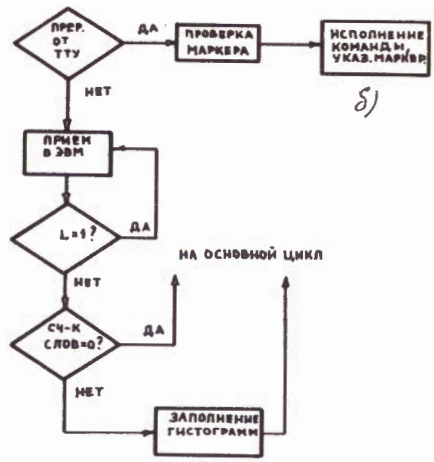 ПРЕР.
ОТ
ТТУ
ДА
ПРОВЕРКА
МАРКЕРА
ИСПОЛНЕНИЕ
КОМАНДЫ,
УКАЗ. МАРКЕР.
б)
НЕТ
ПРИЕМ
В ЭВМ
L=1?
ДА
НА ОСНОВНОЙ ЦИКЛ
НЕТ
СЧ-К
СЛОВ=0?
ДА
НЕТ
ЗАПОЛНЕНИЕ
ГИСТОГРАММ